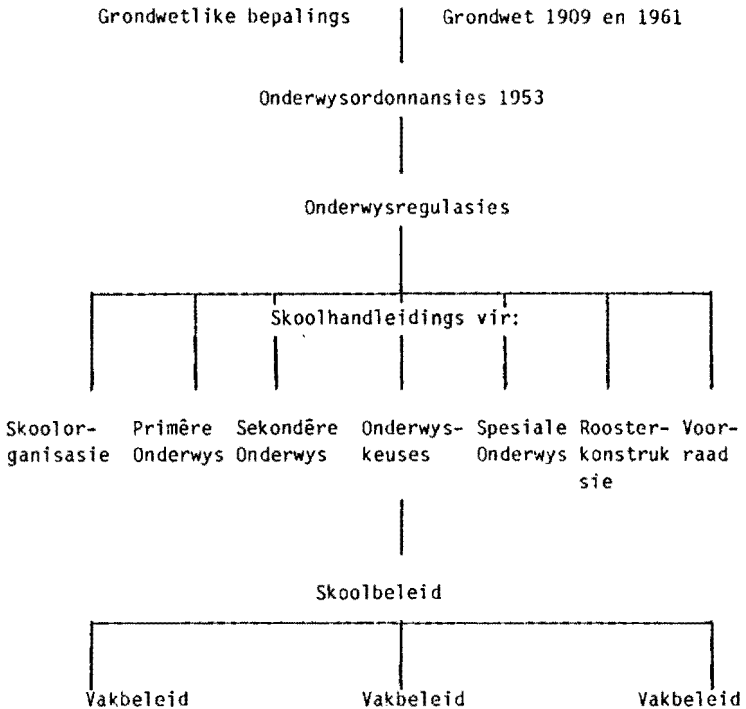 Grondwetlike bepalings Grondwet 1909 en 1961
Onderwysordonnansies 1953
Onderwysregulasies
Skoolhandleidings vir:
Skoolor- Primêre Sekondêre Onderwys- Spesiale Rooster- Voor-
ganisasie Onderwys Onderwys keuses Onderwys konstruk raad
sie
Skoolbeleid
Vakbeleid Vakbeleid Vakbeleid